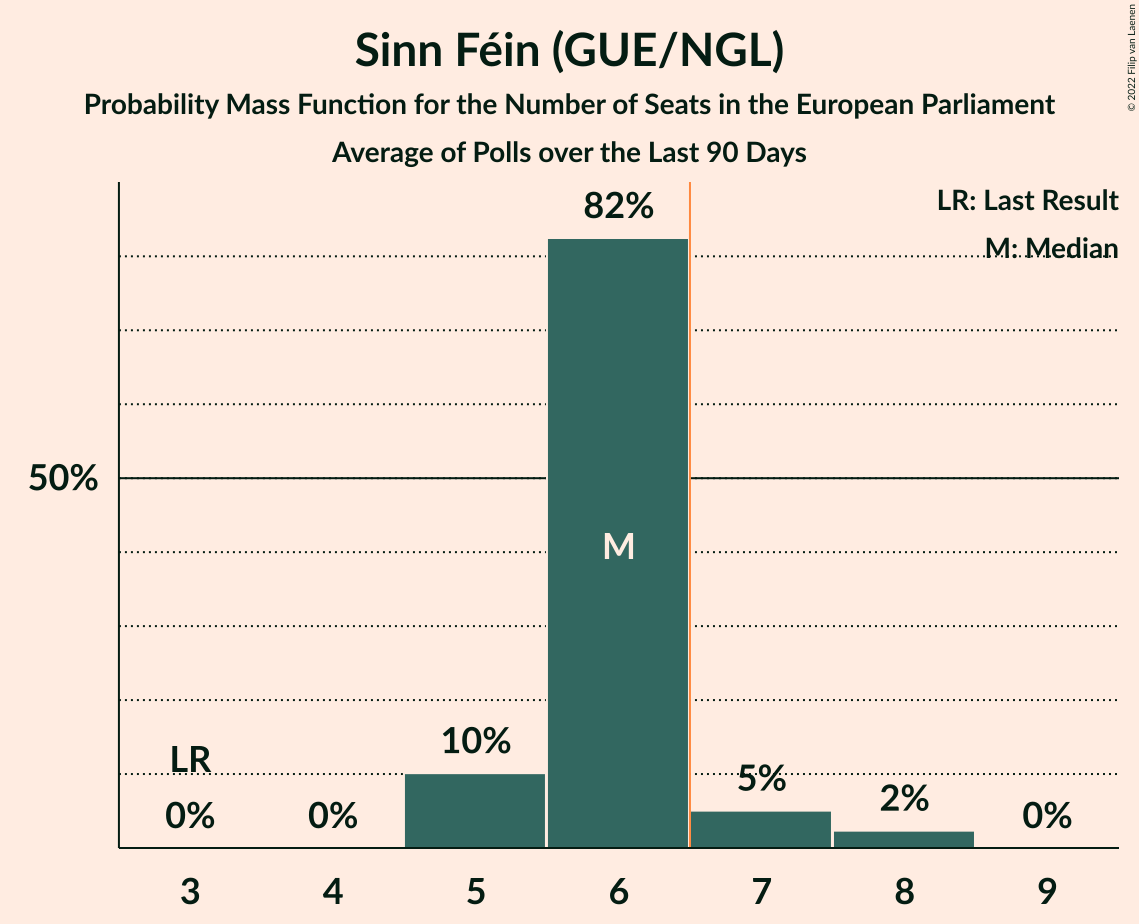 Sinn Féin (GUE/NGL)
Probability Mass Function for the Number of Seats in the European Parliament
Average of Polls over the Last 90 Days
© 2022 Filip van Laenen
LR: Last Result
M: Median
82%
50%
M
LR
10%
5%
2%
0%
0%
0%
3 4 5 6 7 8 9